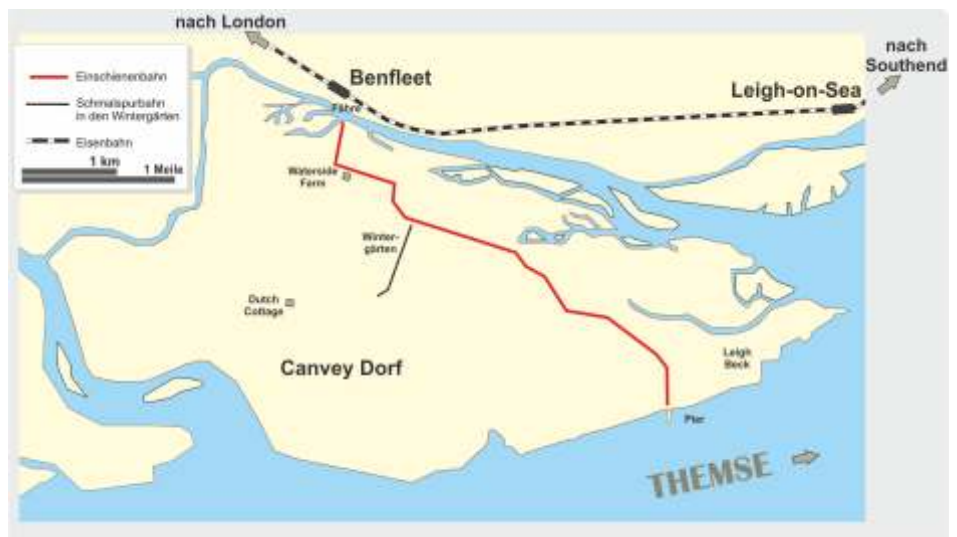 nach London
nach
Southend
Benfleet
Leigh-on-Sea
Einschienenbahn
Schmalspurbahn
in den Wintergärten
Eisenbahn
1 km
1 Meile
Fähre
Waterside
Farm
Winter-
gärten
Dutch
Cottage
Canvey Dorf
Leigh
Beck
Pier
THEMSE